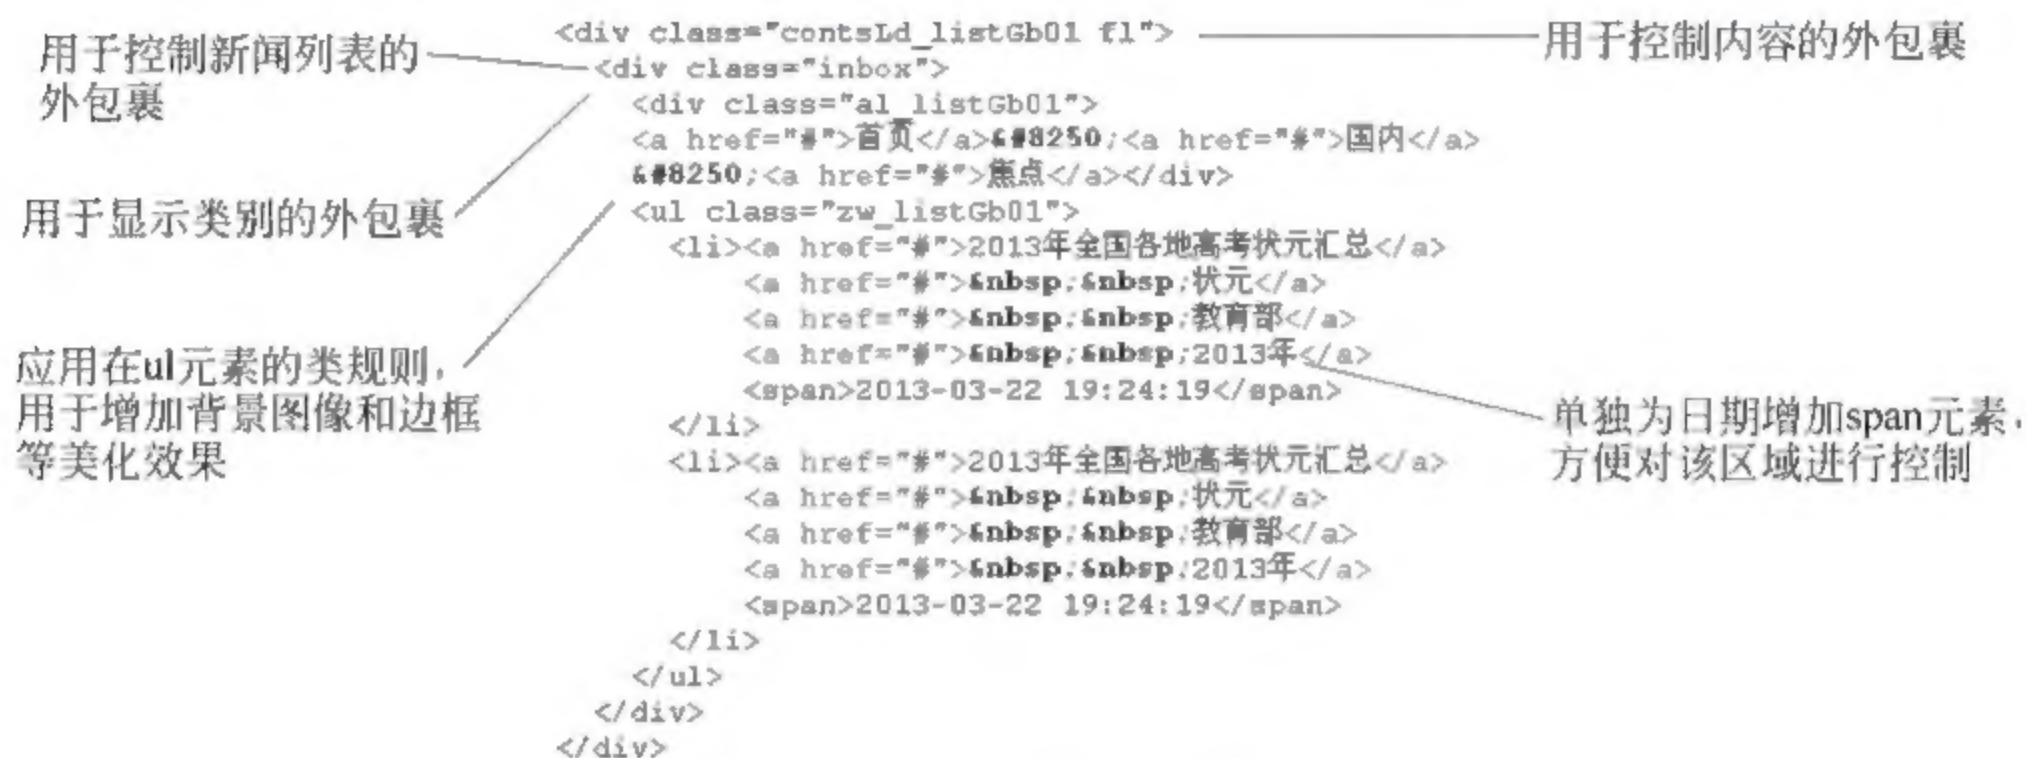 用于控制新闻列表的
外包裹
用于显示类别的外包裹
应用在ul元素的类规则，
用于增加背景图像和边框
等美化效果
<div class="contsLd_listGb01 fl">
<div class="inbox">
<div class="al_listGb01">
<a href="#">首页</a>&#8250;<a href="#">国内</a>
&#8250;<a href="#">焦点</a></div>
<ul class="zw_listGb01">
<li><a href="#">2013年全国各地高考状元汇总</a>
<a href="#">&nbsp;&nbsp;状元</a>
<a href="#">&nbsp;&nbsp;教育部</a>
<a href="#">&nbsp;&nbsp;2013年</a>
<span>2013-03-22 19:24:19</span>
</li>
<li><a href="#">2013年全国各地高考状元汇总</a>
<a href="#">&nbsp;&nbsp;状元</a>
<a href="#">&nbsp;&nbsp;教育部</a>
<a href="#">&nbsp;&nbsp;2013年</a>
<span>2013-03-22 19:24:19</span>
</li>
</ul>
</div>
</div>
用于控制内容的外包裹
单独为日期增加span元素，
方便对该区域进行控制